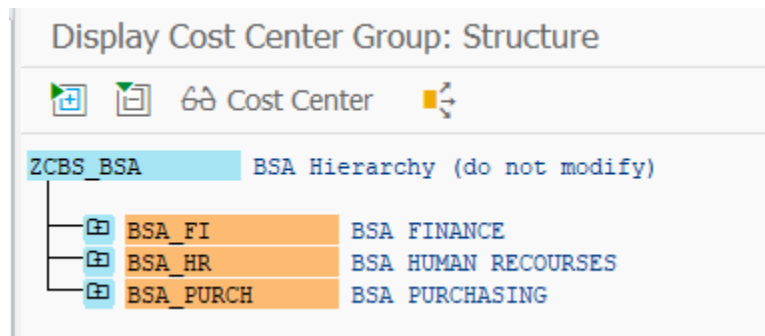 Display Cost Center Group: Structure
Cost Center
ZCBS_BSA BSA Hierarchy (do not modify)
BSA_FI BSA FINANCE
BSA_HR BSA HUMAN RECOURSES
BSA_PURCH BSA PURCHASING